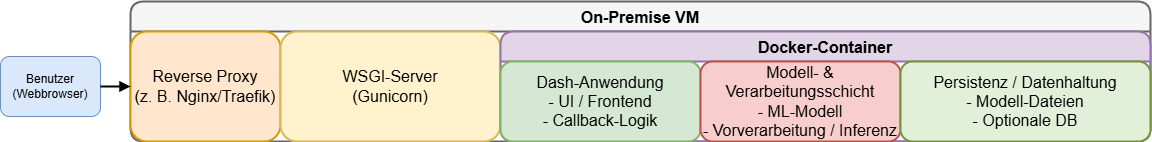 On-Premise VM
Benutzer
(Webbrowser)
Reverse Proxy
(z. B. Nginx/Traefik)
WSGI-Server
(Gunicorn)
Docker-Container
Dash-Anwendung
- UI / Frontend
- Callback-Logik
Modell- &
Verarbeitungsschicht
- ML-Modell
- Vorverarbeitung / Inferenz
Persistenz / Datenhaltung
- Modell-Dateien
- Optionale DB